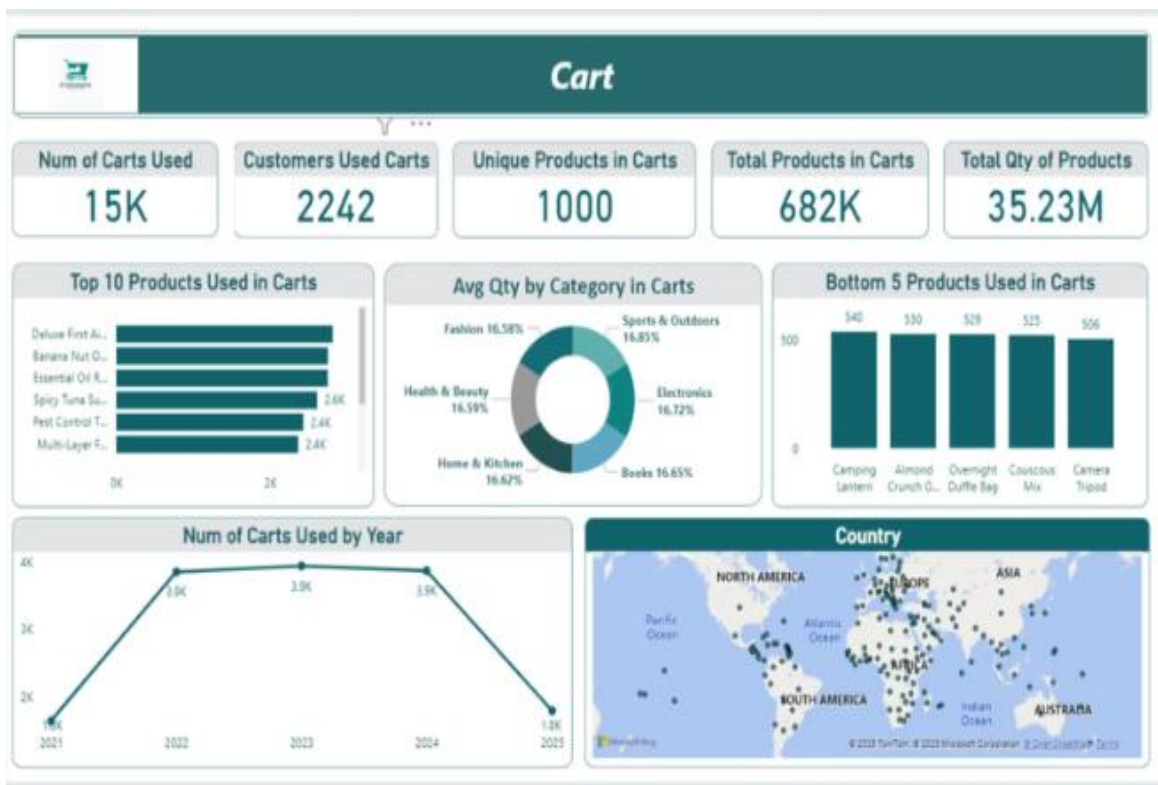 Cart
Num of Carts Used
15K
Customers Used Carts
2242
Unique Products in Carts
1000
Total Products in Carts
682K
Total Qty of Products
35.23M
Top 10 Products Used in Carts
Deluxe First Ai...
Banana Nut O...
Essential Oil R...
Spicy Tuna Su...
2.6K
Pest Control T...
2.4K
Multi-Layer F...
2.4K
0K
2K
Avg Qty by Category in Carts
Fashion 16.58%
Sports & Outdoors
16.85%
Health & Beauty
16.59%
Electronics
16.72%
Home & Kitchen
16.62%
Books 16.65%
Bottom 5 Products Used in Carts
540
530
529
525
506
500
0
Camping
Lantern
Almond
Crunch G...
Overnight
Duffle Bag
Couscous
Mix
Camera
Tripod
Num of Carts Used by Year
4K
3K
2K
3.9K
3.9K
2021
2022
2023
2024
2025
Country
NORTH AMERICA
EUROPE
ASIA
Pacific
Ocean
Atlantic
Ocean
AFRICA
SOUTH AMERICA
Indian
Ocean
AUSTRALIA
Microsoft Bing
Microsoft Corporation
Terms